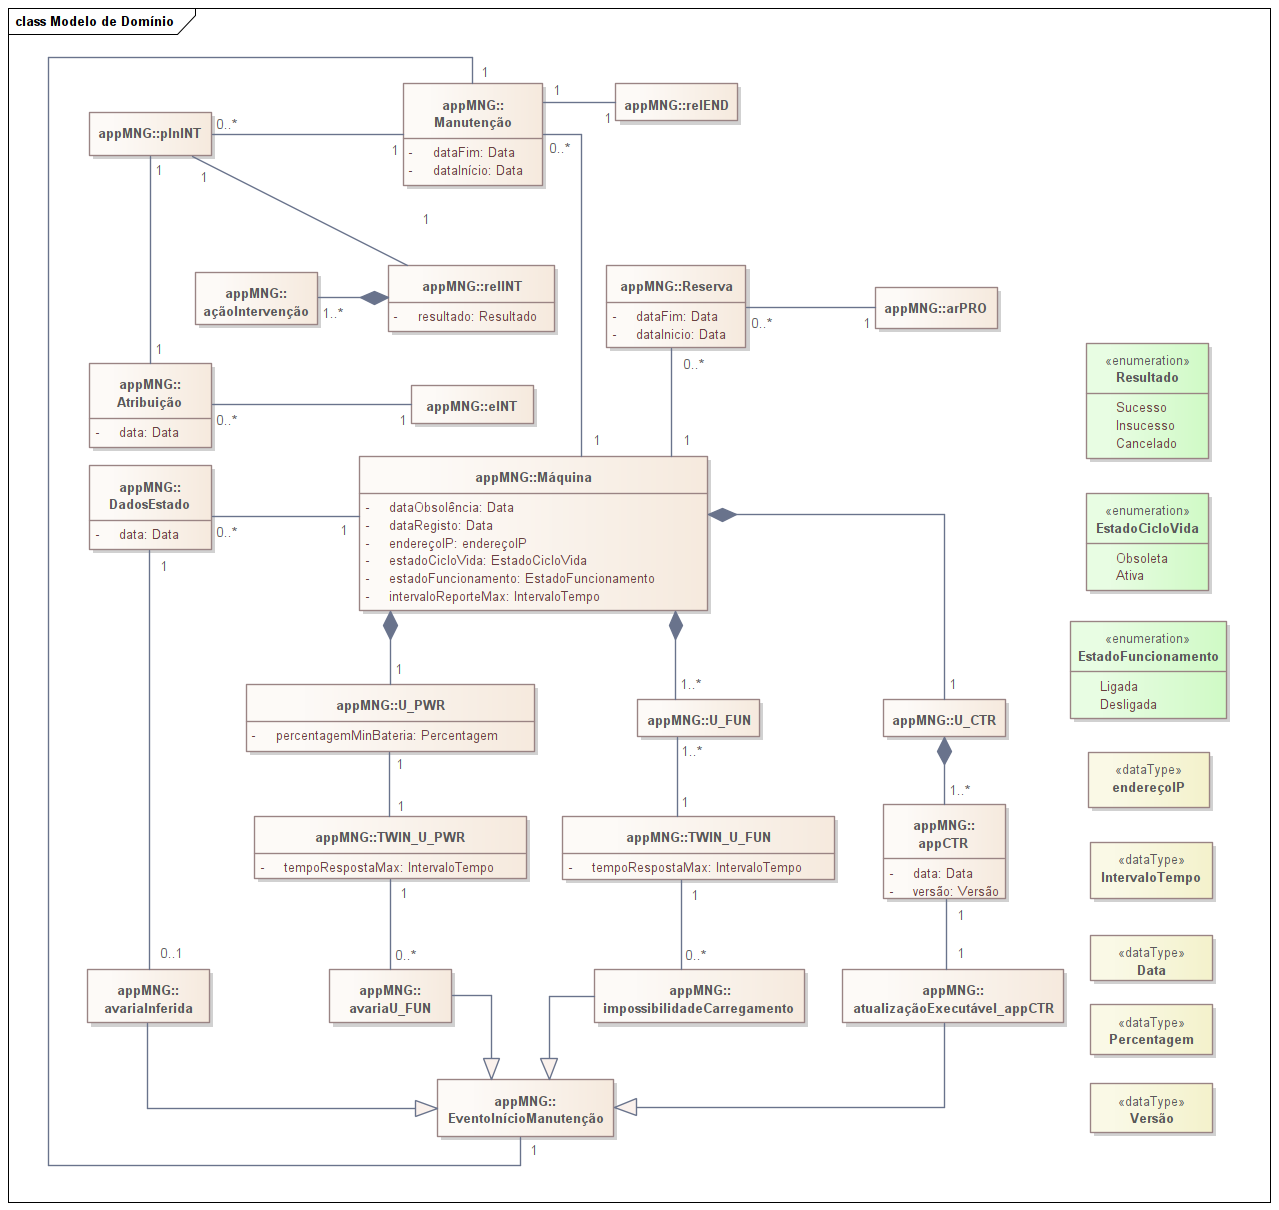 class Modelo de Domínio
1
appMNG::
Manutenção
- dataFim: Data
- dataInício: Data
1
1
appMNG::relEND
appMNG::plnINT
0..*
1
0..*
1
1
1
appMNG::
açãoIntervenção
1..*
appMNG::relINT
- resultado: Resultado
appMNG::Reserva
- dataFim: Data
- dataInicio: Data
0..*
1
appMNG::arPRO
0..*
1
appMNG::
Atribuição
- data: Data
0..*
1
appMNG::eINT
1
1
appMNG::
DadosEstado
- data: Data
0..*
1
1
appMNG::Máquina
- dataObsolência: Data
- dataRegisto: Data
- endereçoIP: endereçoIP
- estadoCicloVida: EstadoCicloVida
- estadoFuncionamento: EstadoFuncionamento
- intervaloReporteMax: IntervaloTempo
1
appMNG::U_PWR
- percentagemMinBateria: Percentagem
1
1..*
appMNG::U_FUN
1..*
1
appMNG::U_CTR
1..*
1
appMNG::TWIN_U_PWR
- tempoRespostaMax: IntervaloTempo
1
1
appMNG::TWIN_U_FUN
- tempoRespostaMax: IntervaloTempo
1
appMNG::
appCTR
- data: Data
- versão: Versão
1
0..1
appMNG::
avariaInferida
0..*
appMNG::
avariaU_FUN
0..*
appMNG::
impossibilidadeCarregamento
1
appMNG::
atualizaçãoExecutável_appCTR
appMNG::
EventoInícioManutenção
1
«enumeration»
Resultado
Sucesso
Insucesso
Cancelado
«enumeration»
EstadoCicloVida
Obsoleta
Ativa
«enumeration»
EstadoFuncionamento
Ligada
Desligada
«dataType»
endereçoIP
«dataType»
IntervaloTempo
«dataType»
Data
«dataType»
Percentagem
«dataType»
Versão